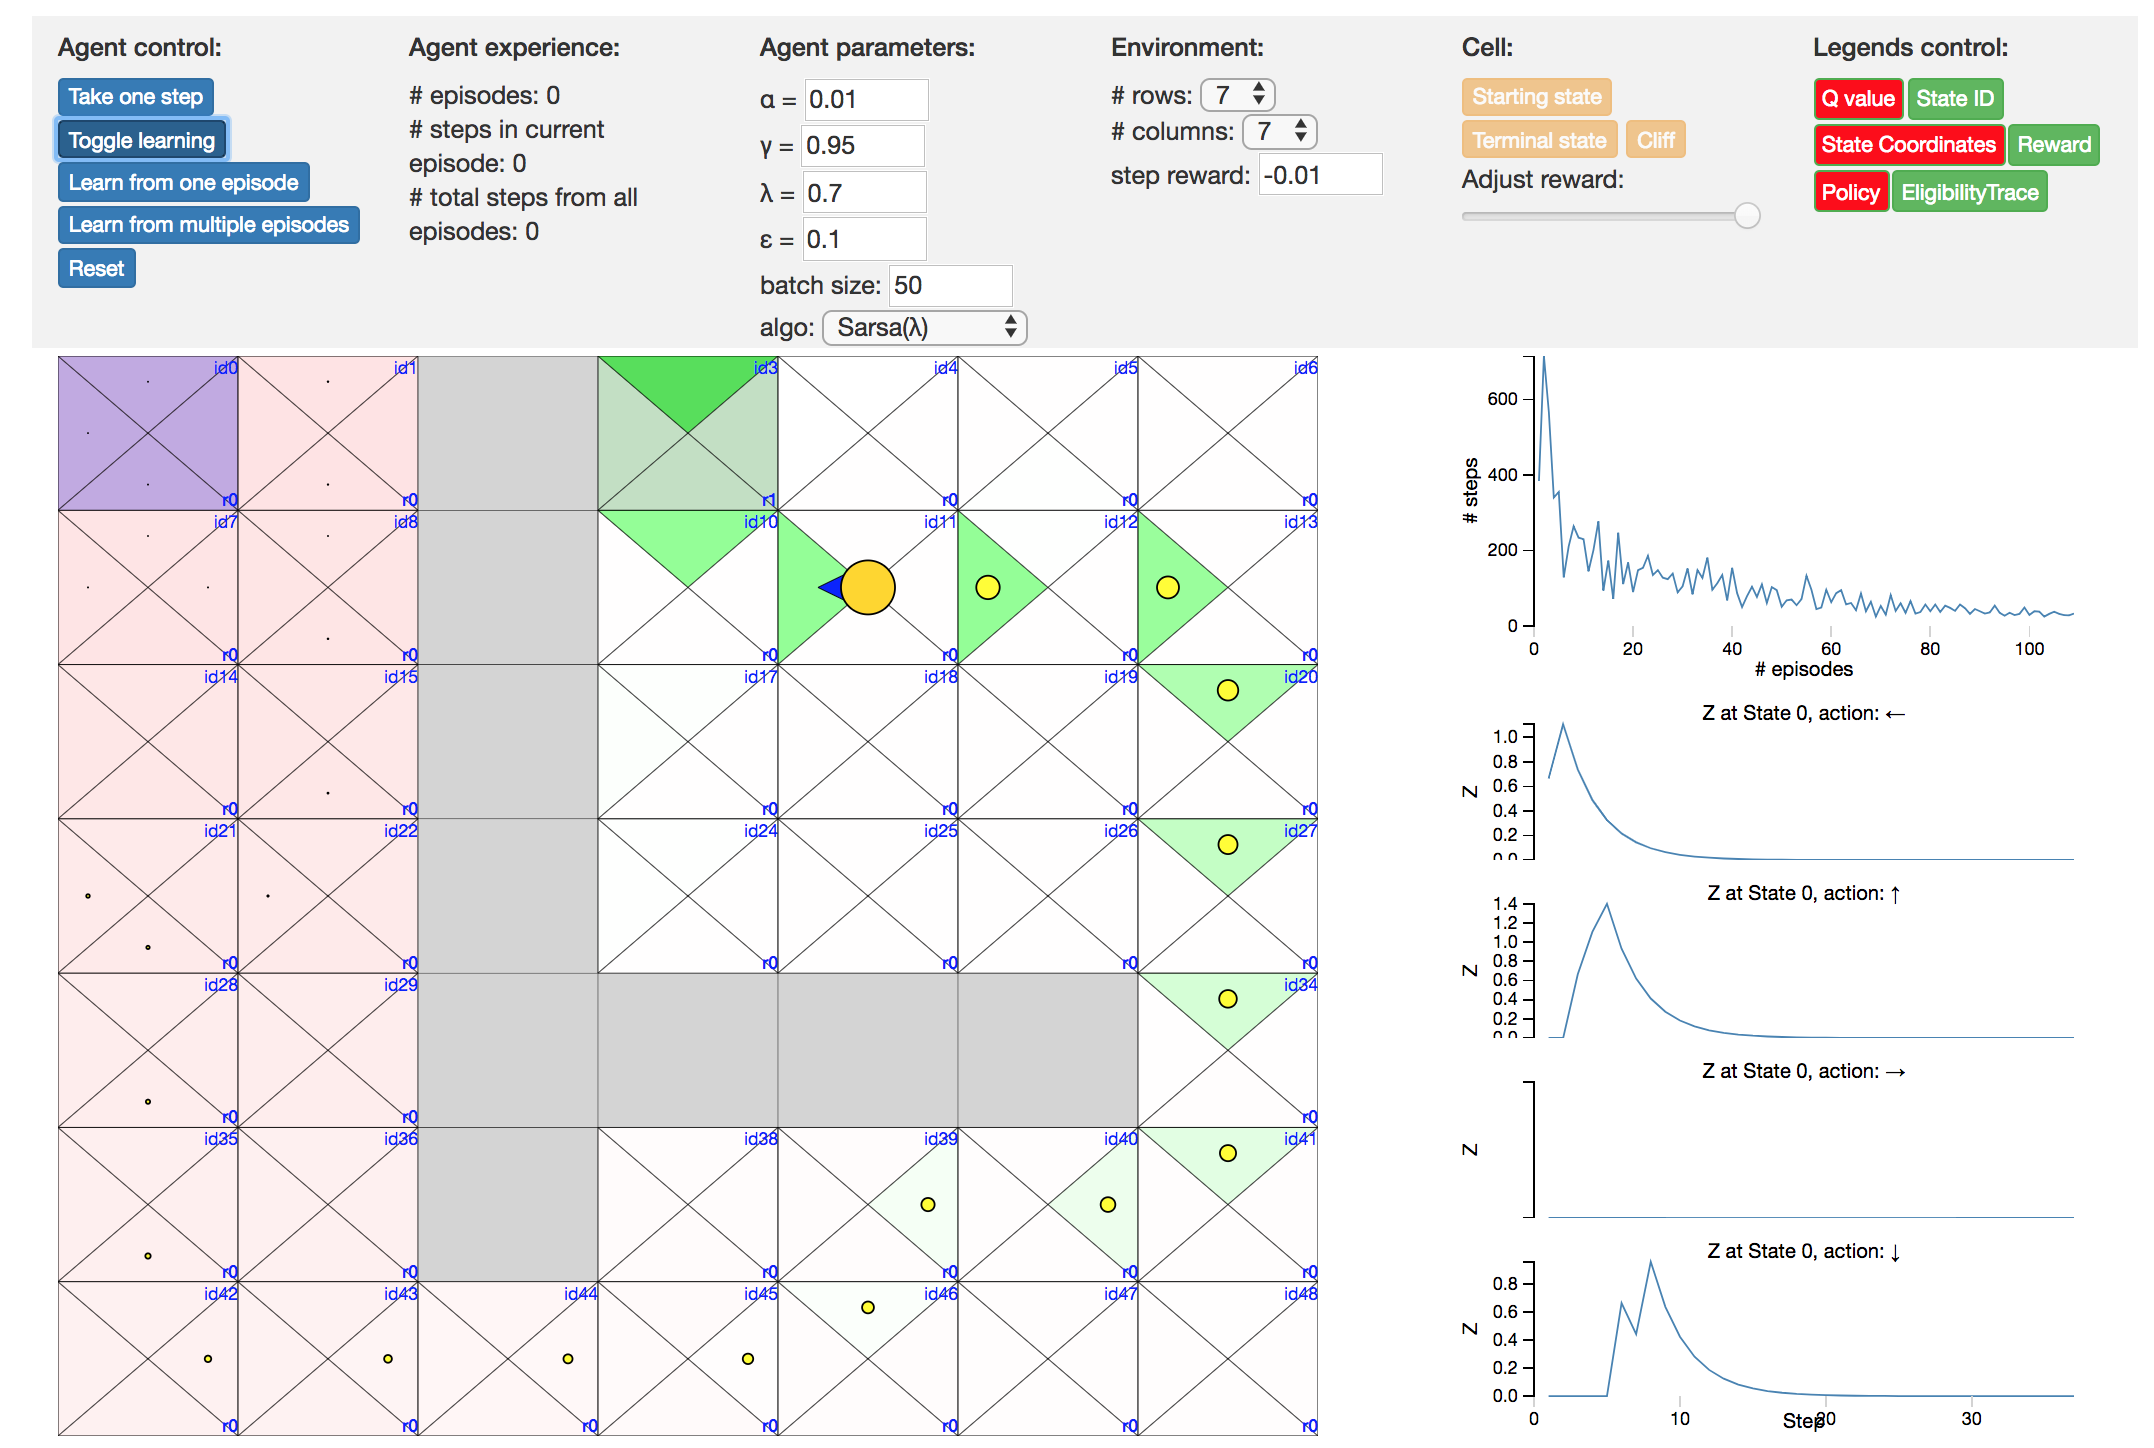 Agent control:
Take one step
Toggle learning
Learn from one episode
Learn from multiple episodes
Reset
Agent experience:
# episodes: 0
# steps in current
episode: 0
# total steps from all
episodes: 0
Agent parameters:
α = 0.01
γ = 0.95
λ = 0.7
ε = 0.1
batch size: 50
algo: Sarsa(λ)
Environment:
# rows: 7
# columns: 7
step reward: -0.01
Cell:
Starting state
Terminal state Cliff
Adjust reward:
Legends control:
Q value State ID
State Coordinates Reward
Policy EligibilityTrace
id0 id1 id3 id4 id5 id6
r0 r0 r1 r0 r0 r0
id7 id8 id10 id11 id12 id13
r0 r0 r0 r0 r0 r0
id14 id15 id17 id18 id19 id20
r0 r0 r0 r0 r0 r0
id21 id22 id24 id25 id26 id27
r0 r0 r0 r0 r0 r0
id28 id29 id34
r0 r0 r0
id35 id36 id38 id39 id40 id41
r0 r0 r0 r0 r0 r0
id42 id43 id44 id45 id46 id47 id48
r0 r0 r0 r0 r0 r0 r0
600
400
200
0
# steps
0 20 40 60 80 100
# episodes
Z at State 0, action: ←
1.0
0.8
0.6
0.4
0.2
0.0
Z
Z at State 0, action: ↑
1.4
1.2
1.0
0.8
0.6
0.4
0.2
0.0
Z
Z at State 0, action: →
Z
Z at State 0, action: ↓
0.8
0.6
0.4
0.2
0.0
Z
0 10 20 30
Step